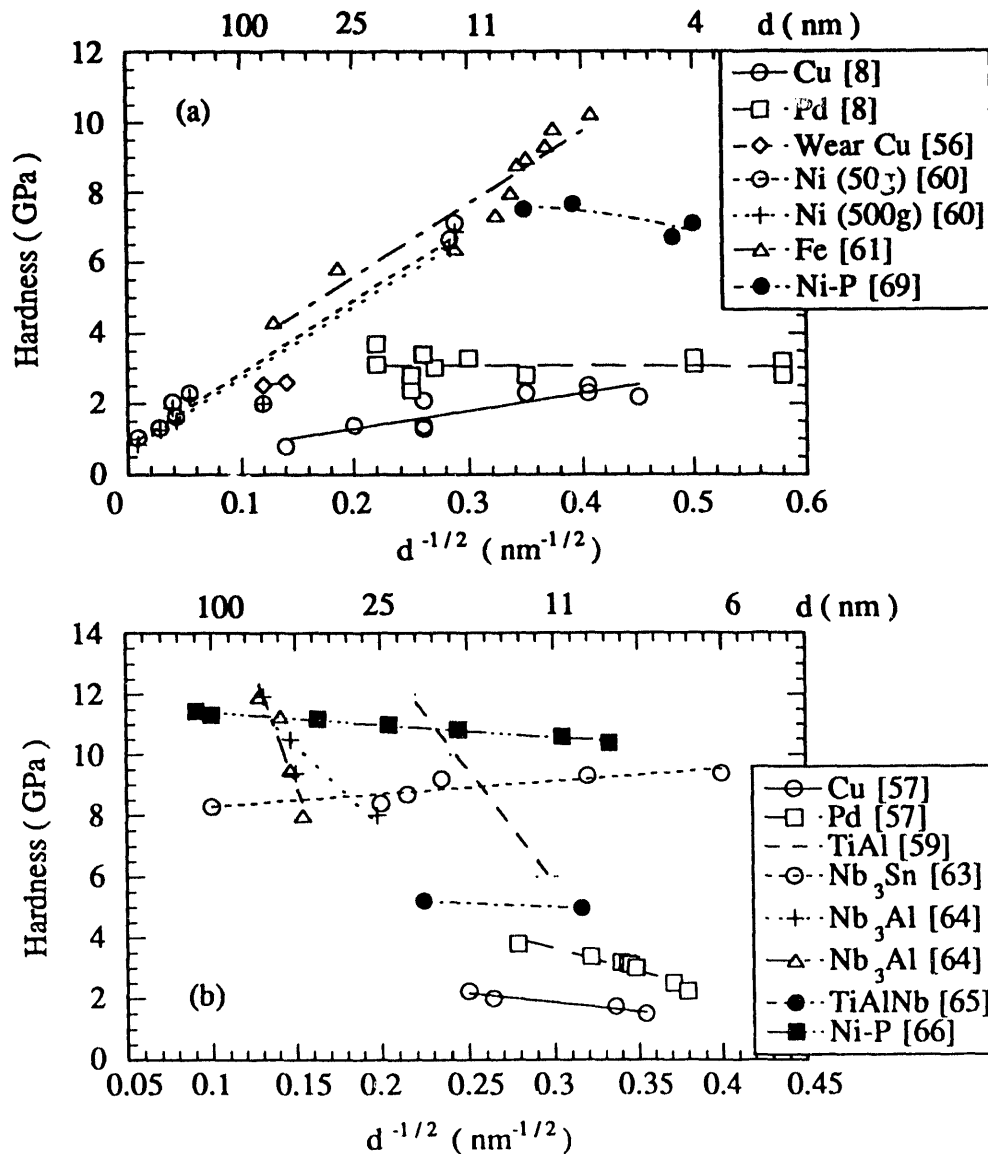 100 25 11 4 d ( nm )
12
10
8
6
4
2
0
Hardness ( GPa )
(a)
Cu [8]
Pd [8]
Wear Cu [56]
Ni [60]
Ni (500g) [60]
Fe [61]
Ni-P [69]
0 0.1 0.2 0.3 0.4 0.5 0.6
d -1/2 ( nm-1/2 )
100 25 11 6 d ( nm )
14
12
10
8
6
4
2
0
Hardness ( GPa )
(b)
Cu [57]
Pd [57]
TiAl [59]
Nb3Sn [63]
Nb3Al [64]
Nb3Al [64]
TiAlNb [65]
Ni-P [66]
0.05 0.1 0.15 0.2 0.25 0.3 0.35 0.4 0.45
d -1/2 ( nm-1/2 )